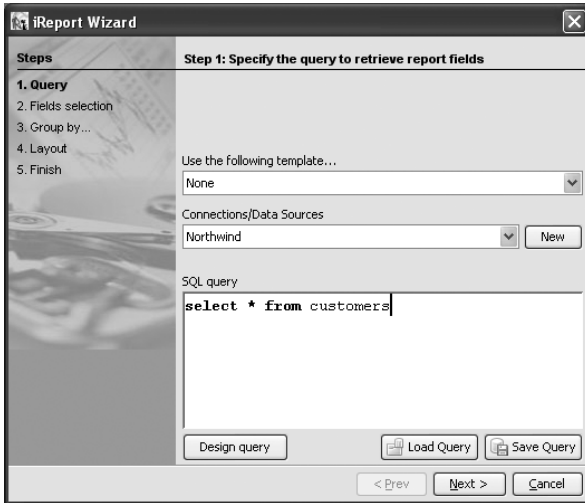 iReport Wizard
Steps
1. Query
2. Fields selection
3. Group by...
4. Layout
5. Finish
Step 1: Specify the query to retrieve report fields
Use the following template...
None
Connections/Data Sources
Northwind
New
SQL query
select * from customers
Design query
Load Query
Save Query
< Prev
Next >
Cancel